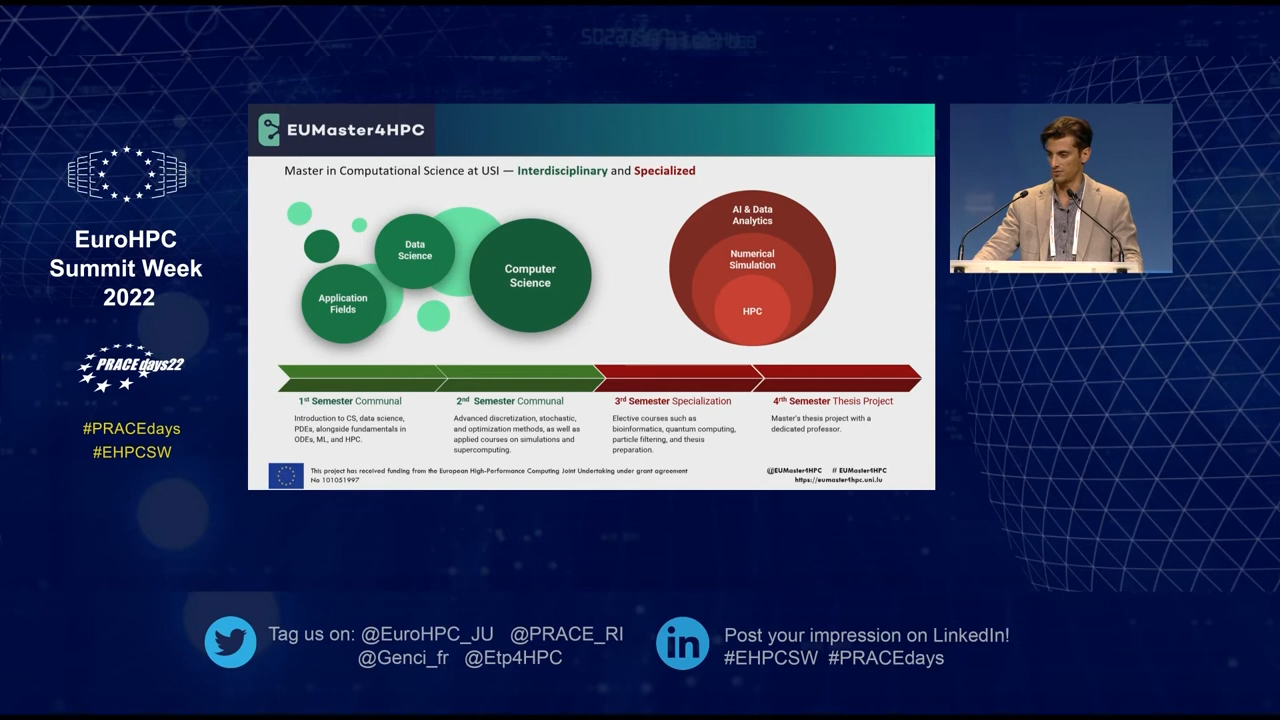 EuroHPC
Summit Week
2022
PRACE days22
#PRACEdays
#EHPCSW
EUMaster4HPC
Master in Computational Science at USI — Interdisciplinary and Specialized
Application
Fields
Data
Science
Computer
Science
AI & Data
Analytics
Numerical
Simulation
HPC
1st Semester Communal
Introduction to CS, data science,
PDEs, alongside fundamentals in
ODEs, ML, and HPC.
2nd Semester Communal
Advanced discretization, stochastic,
and optimization methods, as well as
applied courses on simulations and
supercomputing.
3rd Semester Specialization
Elective courses such as
bioinformatics, quantum computing,
particle filtering, and thesis
preparation.
4rth Semester Thesis Project
Master's thesis project with a
dedicated professor.
This project has received funding from the European High-Performance Computing Joint Undertaking under grant agreement
No 101051997
@EUMaster4HPC # EUMaster4HPC
https://eumaster4hpc.uni.lu
Tag us on: @EuroHPC_JU @PRACE_RI
@Genci_fr @Etp4HPC
in
Post your impression on LinkedIn!
#EHPCSW #PRACEdays